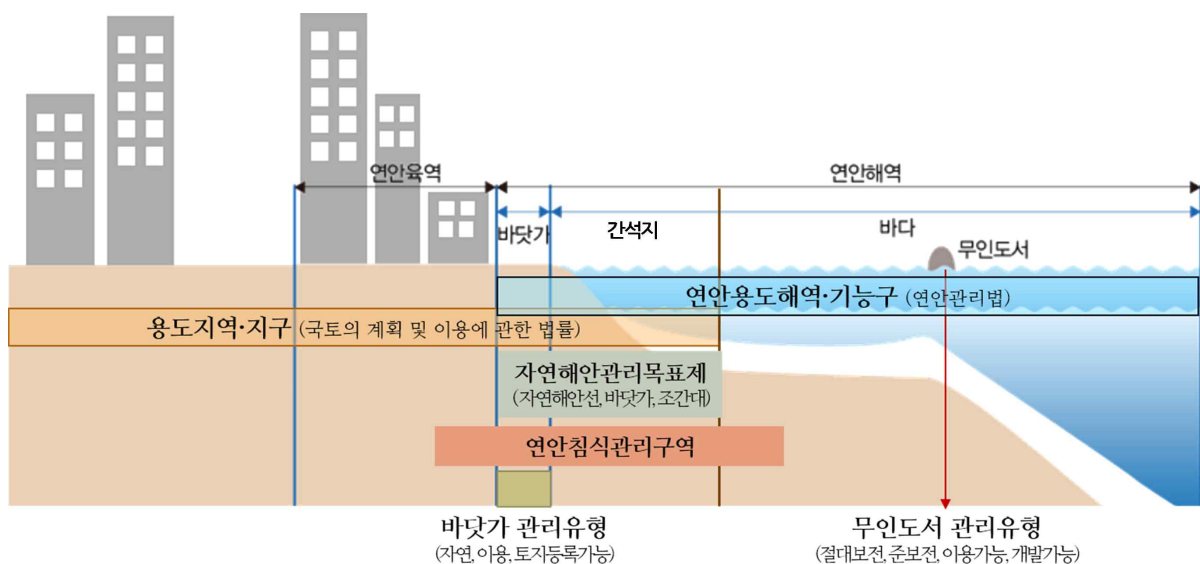 연안육역
연안해역
바닷가
간석지
바다
무인도서
연안용도해역·기능구 (연안관리법)
용도지역·지구 (국토의 계획 및 이용에 관한 법률)
자연해안관리목표제
(자연해안선, 바닷가, 조간대)
연안침식관리구역
바닷가 관리유형
(자연, 이용, 토지등록가능)
무인도서 관리유형
(절대보전, 준보전, 이용가능, 개발가능)